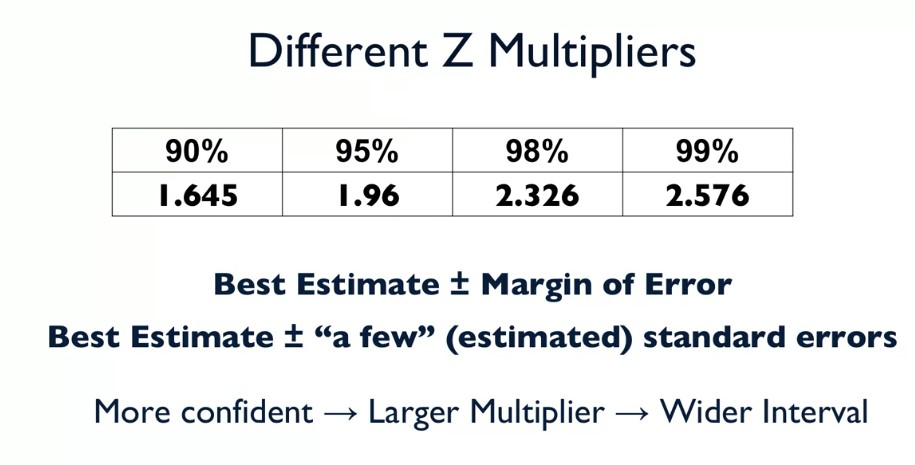 Different Z Multipliers
90% 95% 98% 99%
1.645 1.96 2.326 2.576
Best Estimate ± Margin of Error
Best Estimate ± “a few” (estimated) standard errors
More confident → Larger Multiplier → Wider Interval